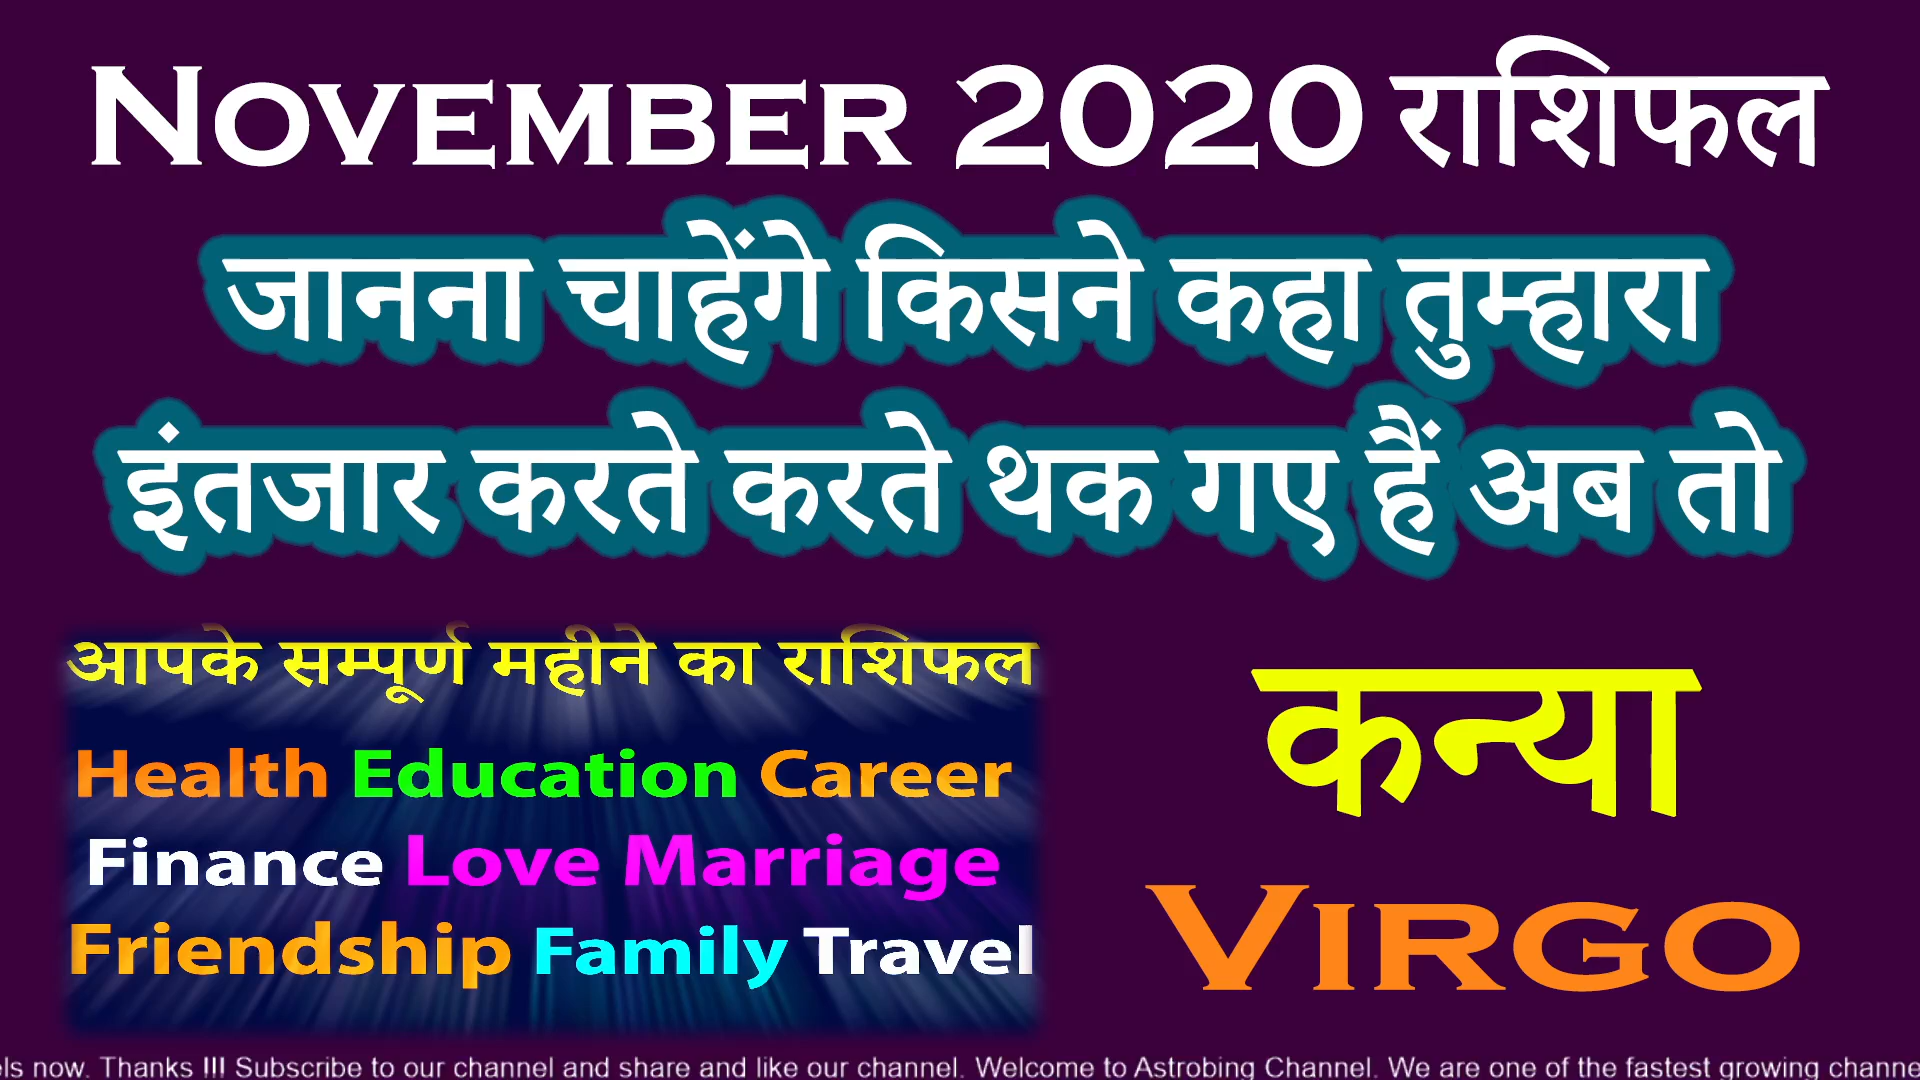 November 2020 राशिफल
जानना चाहेंगे किसने कहा तुम्हारा
इंतजार करते करते थक गए हैं अब तो
आपके सम्पूर्ण महीने का राशिफल
Health Education Career
Finance Love Marriage
Friendship Family Travel
कन्या
Virgo
els now. Thanks !!! Subscribe to our channel and share and like our channel. Welcome to Astrobing Channel. We are one of the fastest growing channe